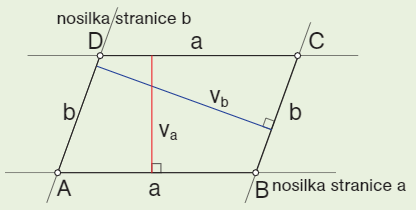 nosilka stranice b
D
a
C
b
v_b
v_a
b
A
a
B
nosilka stranice a